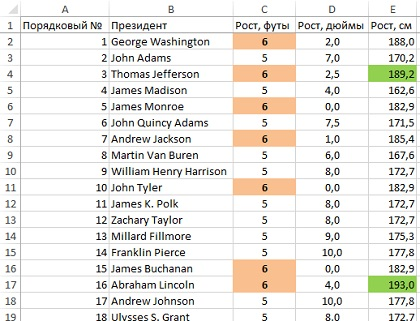 A B C D E
1 Порядковый № Президент Рост, футы Рост, дюймы Рост, см
2 1 George Washington 6 2,0 188,0
3 2 John Adams 5 7,0 170,2
4 3 Thomas Jefferson 6 2,5 189,2
5 4 James Madison 5 4,0 162,6
6 5 James Monroe 6 0,0 182,9
7 6 John Quincy Adams 5 7,5 171,5
8 7 Andrew Jackson 6 1,0 185,4
9 8 Martin Van Buren 5 6,0 167,6
10 9 William Henry Harrison 5 8,0 172,7
11 10 John Tyler 6 0,0 182,9
12 11 James K. Polk 5 8,0 172,7
13 12 Zachary Taylor 5 8,0 172,7
14 13 Millard Fillmore 5 9,0 175,3
15 14 Franklin Pierce 5 10,0 177,8
16 15 James Buchanan 6 0,0 182,9
17 16 Abraham Lincoln 6 4,0 193,0
18 17 Andrew Johnson 5 10,0 177,8
19 18 Ulysses S. Grant 5 8,0 172,7